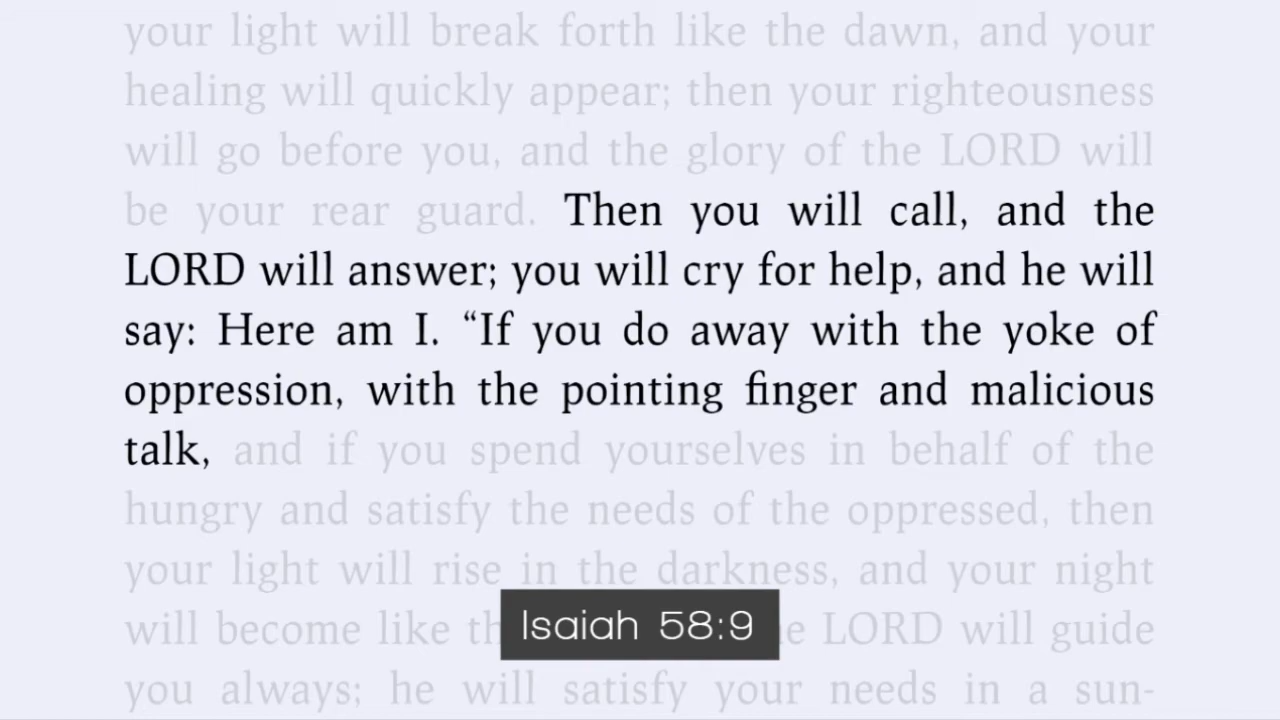 your light will break forth like the dawn, and your
healing will quickly appear; then your righteousness
will go before you, and the glory of the LORD will
be your rear guard. Then you will call, and the
LORD will answer; you will cry for help, and he will
say: Here am I. “If you do away with the yoke of
oppression, with the pointing finger and malicious
talk, and if you spend yourselves in behalf of the
hungry and satisfy the needs of the oppressed, then
your light will rise in the darkness, and your night
will become like LORD will guide
Isaiah 58:9
you always; he will satisfy your needs in a sun-